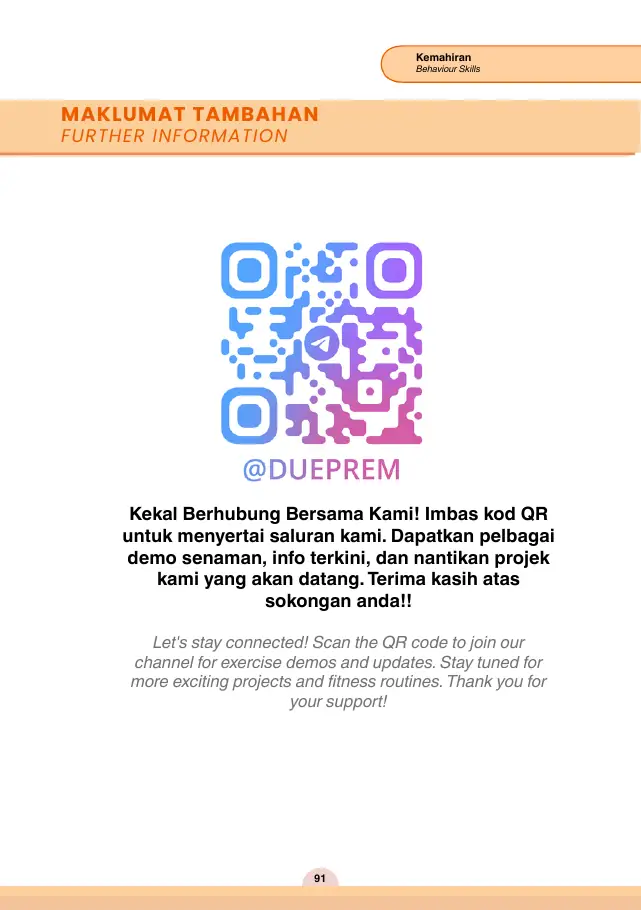 Kemahiran
Behaviour Skills
MAKLUMAT TAMBAHAN
FURTHER INFORMATION
@DUEPREM
Kekal Berhubung Bersama Kami! Imbas kod QR
untuk menyertai saluran kami. Dapatkan pelbagai
demo senaman, info terkini, dan nantikan projek
kami yang akan datang. Terima kasih atas
sokongan anda!!
Let's stay connected! Scan the QR code to join our
channel for exercise demos and updates. Stay tuned for
more exciting projects and fitness routines. Thank you for
your support!
91